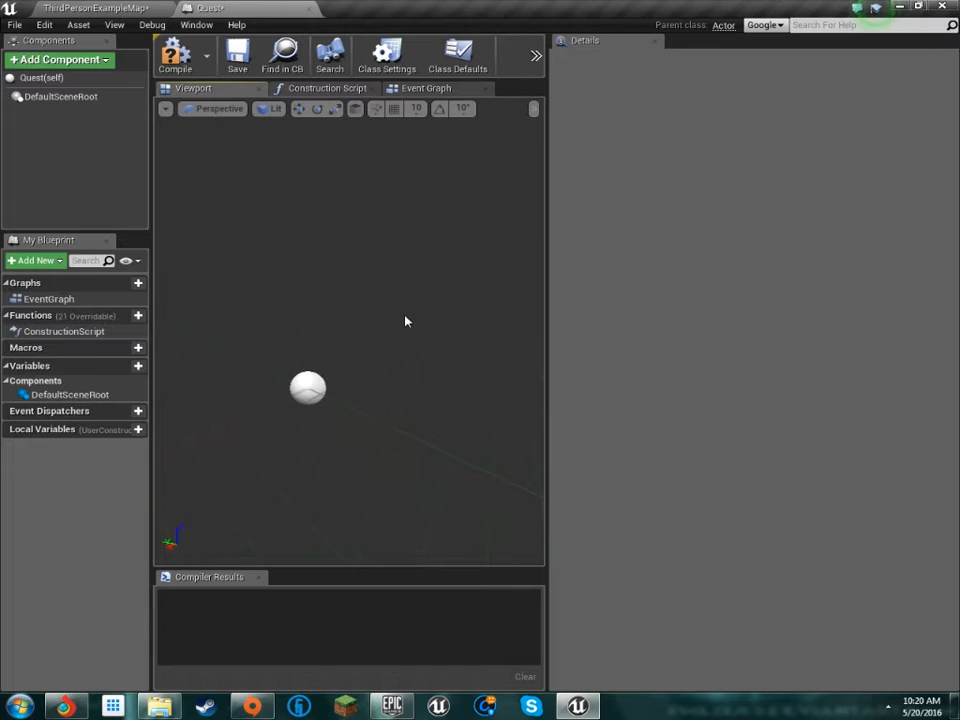 ThirdPersonExampleMap*
Quest*
File Edit Asset View Debug Window Help
Parent class: Actor
Google
Search For Help
Components
Add Component
Quest(self)
DefaultSceneRoot
Compile
Save
Find in CB
Search
Class Settings
Class Defaults
Details
Viewport
Construction Script
Event Graph
Perspective
Lit
10
10°
My Blueprint
Add New
Search
Graphs
EventGraph
Functions (21 Overridable)
ConstructionScript
Macros
Variables
Components
DefaultSceneRoot
Event Dispatchers
Local Variables (UserConstruc
Compiler Results
Clear
EPIC
10:20 AM
5/20/2016